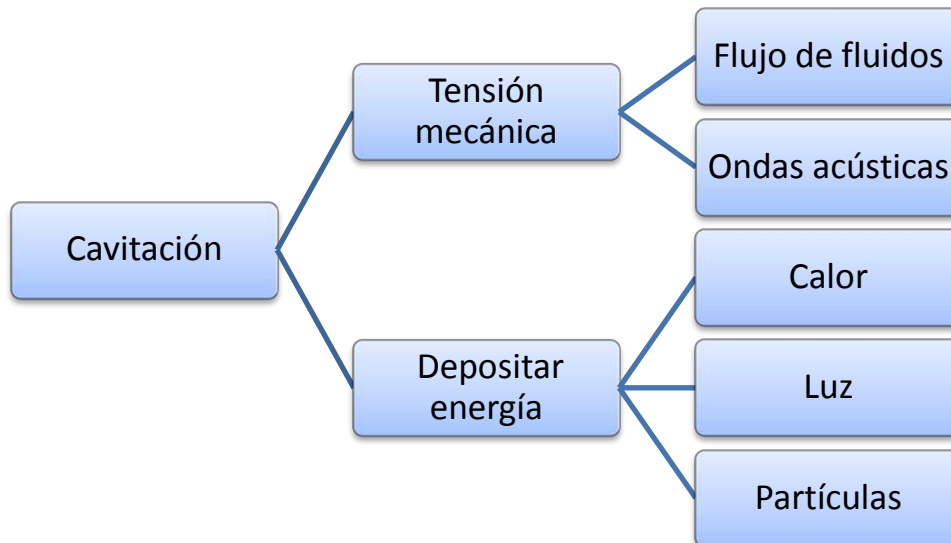 Cavitación
Tensión
mecánica
Flujo de fluidos
Ondas acústicas
Depositar
energía
Calor
Luz
Partículas